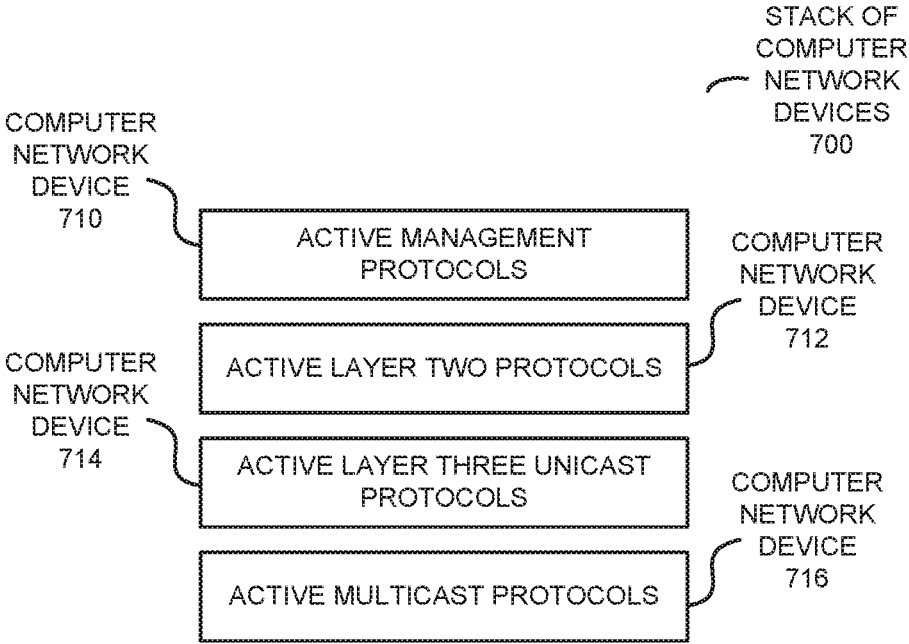 STACK OF
COMPUTER
NETWORK
DEVICES
700
COMPUTER
NETWORK
DEVICE
710
ACTIVE MANAGEMENT
PROTOCOLS
COMPUTER
NETWORK
DEVICE
712
ACTIVE LAYER TWO PROTOCOLS
COMPUTER
NETWORK
DEVICE
714
ACTIVE LAYER THREE UNICAST
PROTOCOLS
COMPUTER
NETWORK
DEVICE
716
ACTIVE MULTICAST PROTOCOLS